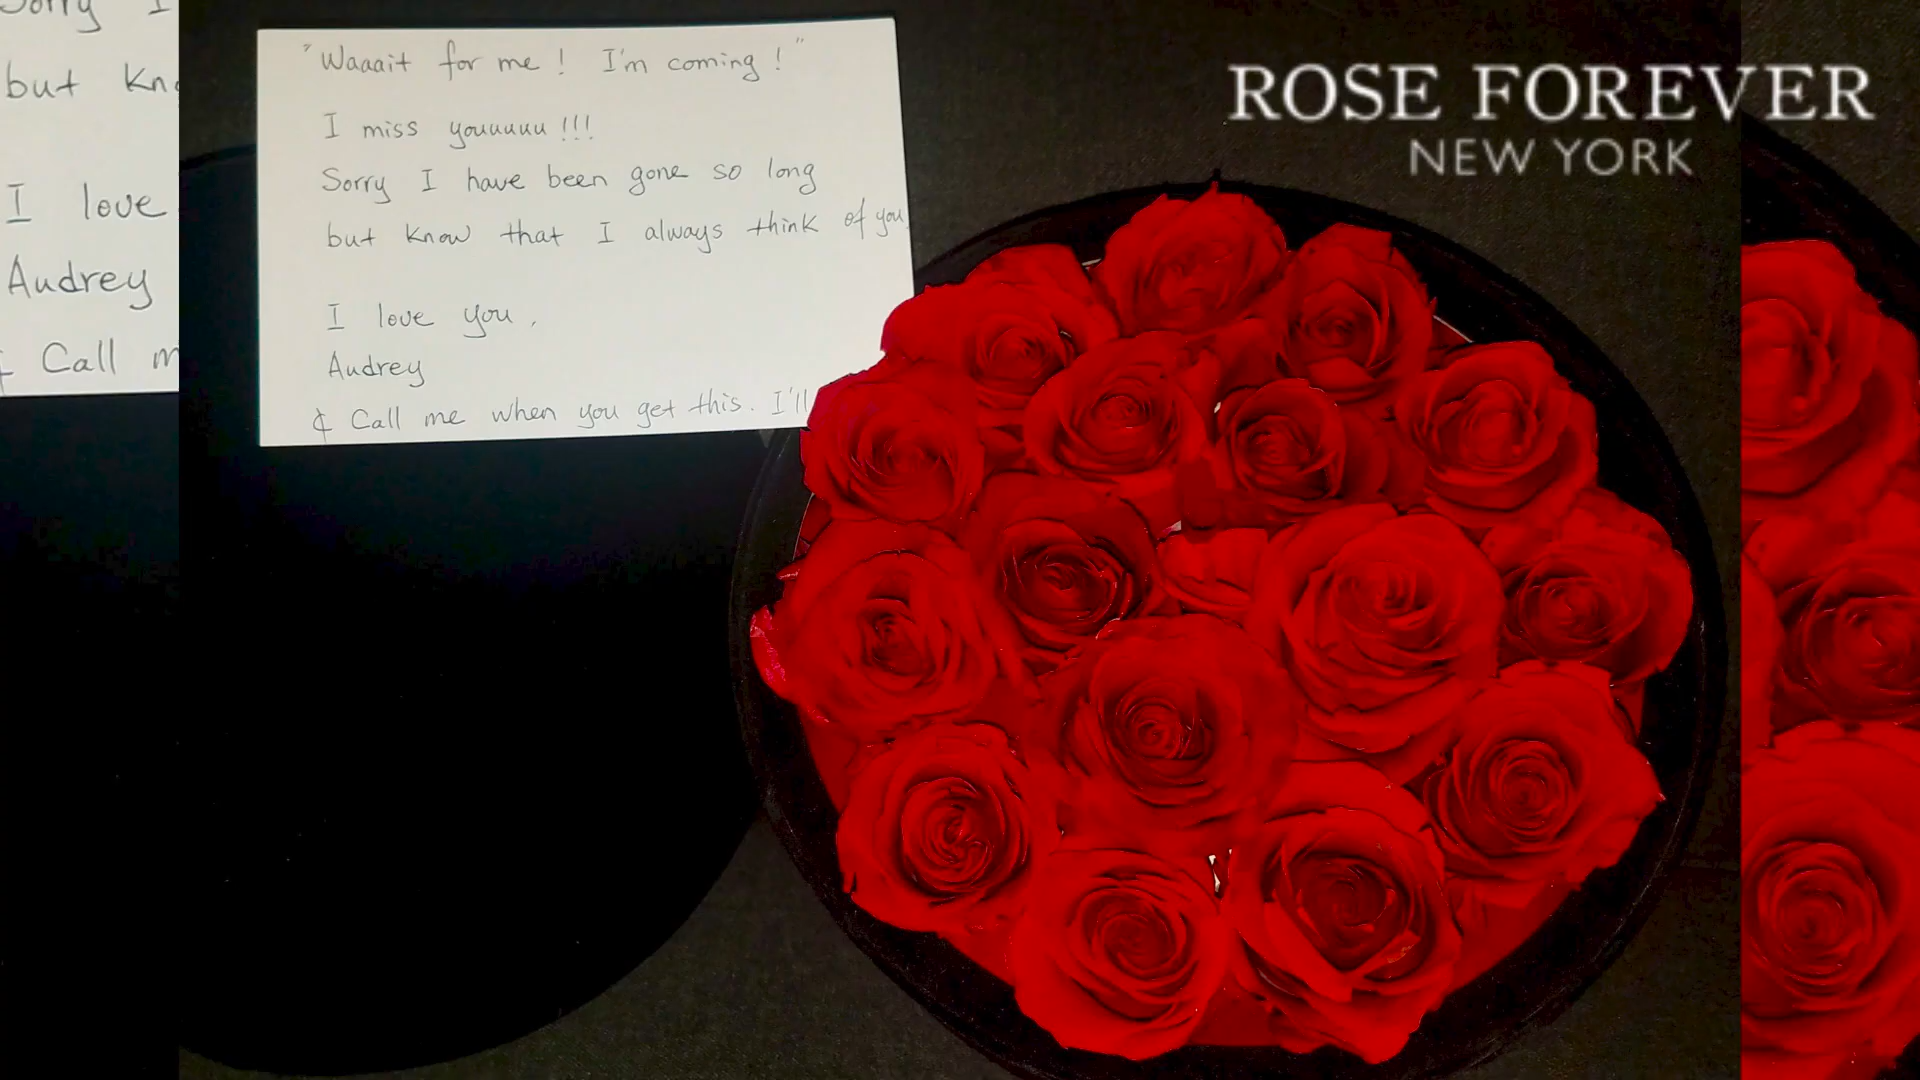 "Waaait for me! I'm coming!"
I miss youuuuu!!!
Sorry I have been gone so long
but know that I always think of you
I love you,
Audrey
& Call me when you get this. I'll
ROSE FOREVER
NEW YORK
Sorry I
but
I love
Audrey
Call